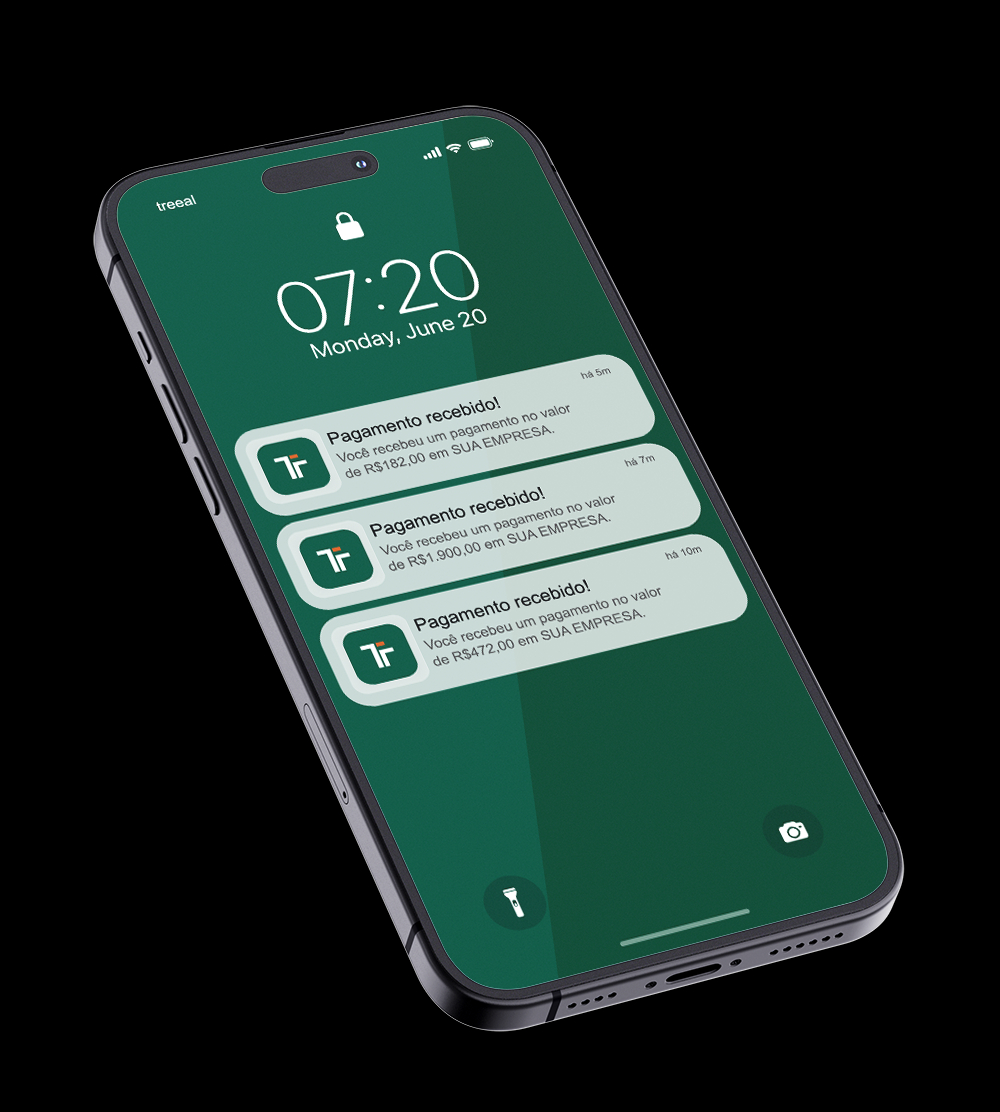 treeal
07:20
Monday, June 20
há 5m
Pagamento recebido!
Você recebeu um pagamento no valor
de R$182,00 em SUA EMPRESA.
há 7m
Pagamento recebido!
Você recebeu um pagamento no valor
de R$1.900,00 em SUA EMPRESA.
há 10m
Pagamento recebido!
Você recebeu um pagamento no valor
de R$472,00 em SUA EMPRESA.